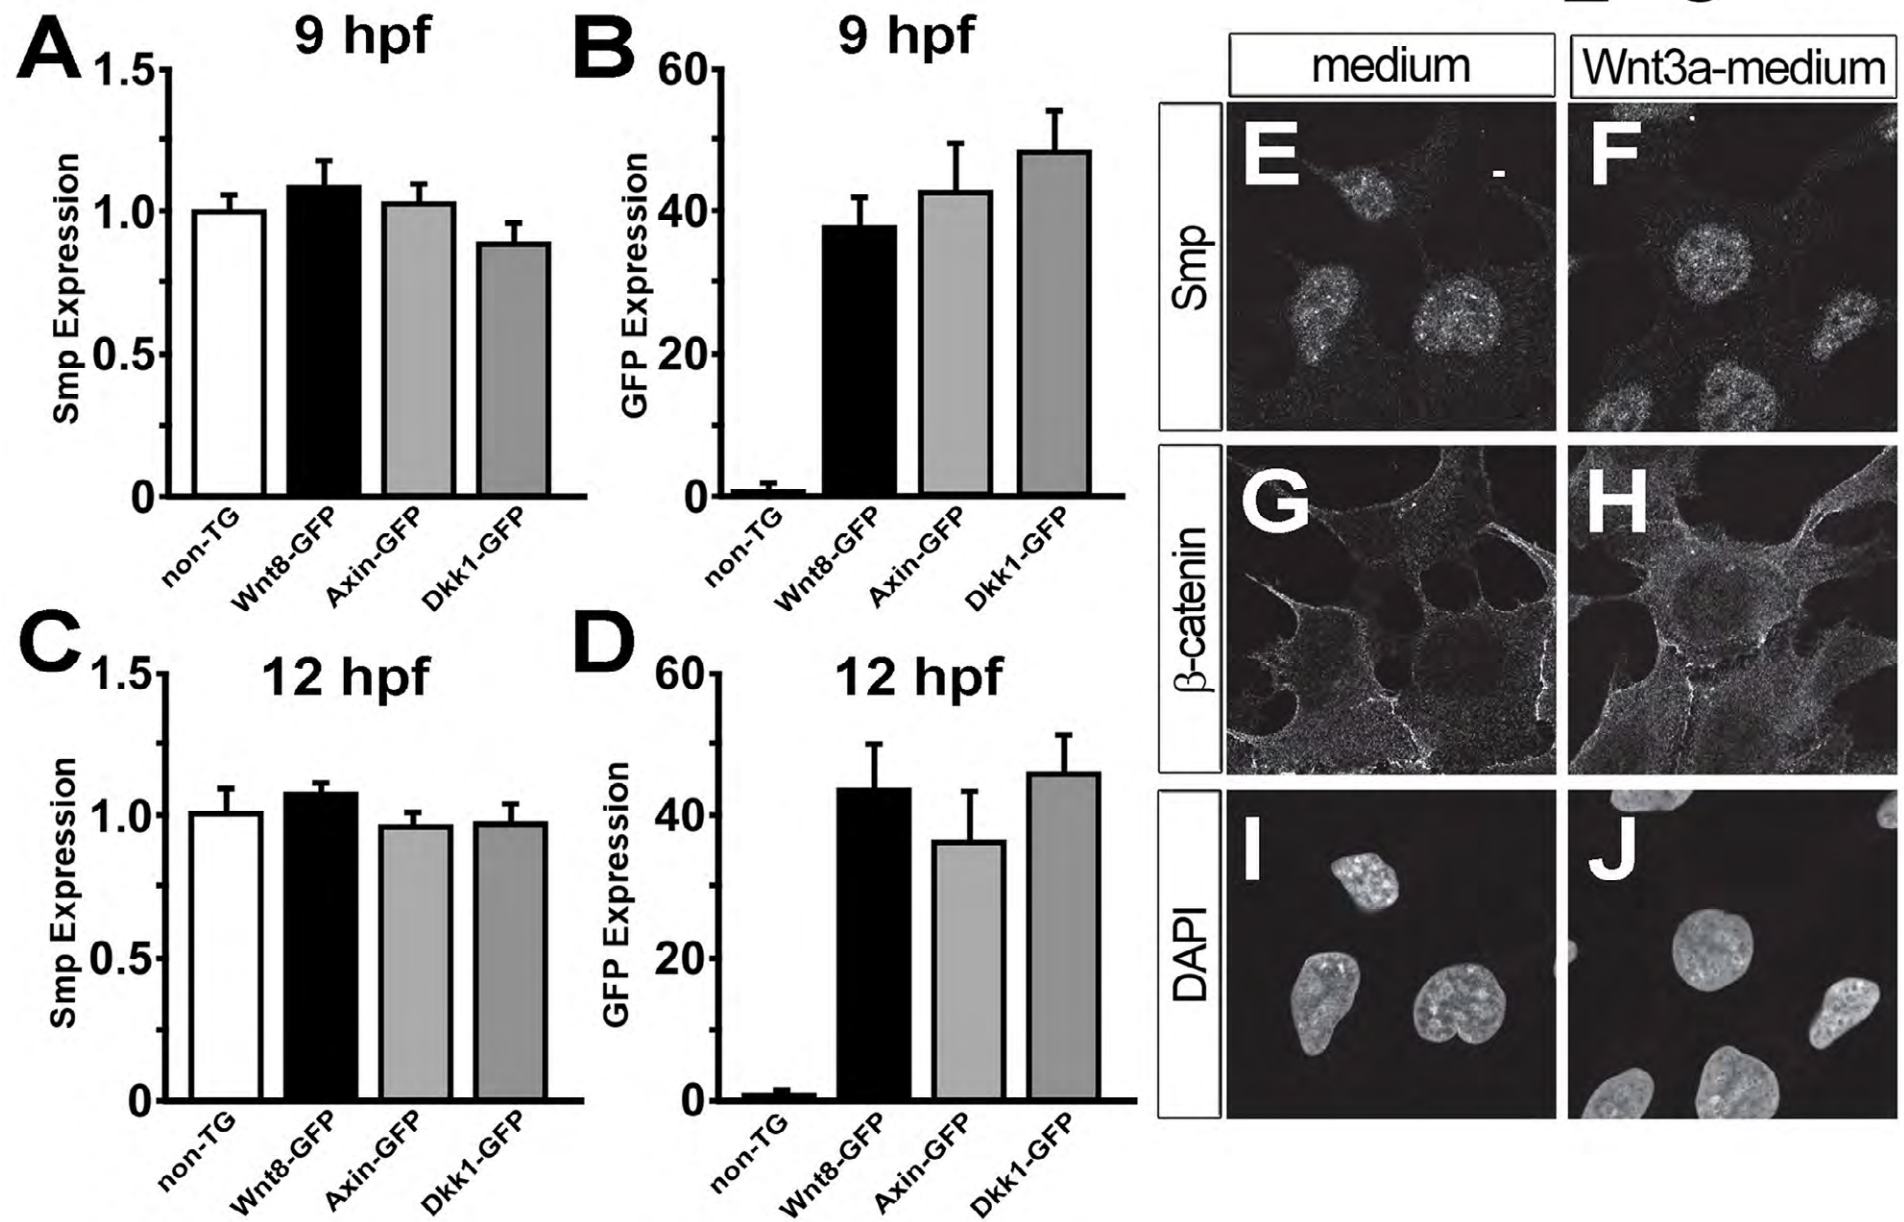 A
9 hpf
1.5
1.0
0.5
0
Smp Expression
non-TG
Wnt8-GFP
Axin-GFP
Dkk1-GFP
B
9 hpf
60
40
20
0
GFP Expression
non-TG
Wnt8-GFP
Axin-GFP
Dkk1-GFP
C
12 hpf
1.5
1.0
0.5
0
Smp Expression
non-TG
Wnt8-GFP
Axin-GFP
Dkk1-GFP
D
12 hpf
60
40
20
0
GFP Expression
non-TG
Wnt8-GFP
Axin-GFP
Dkk1-GFP
medium
Wnt3a-medium
Smp
E
F
β-catenin
G
H
DAPI
I
J